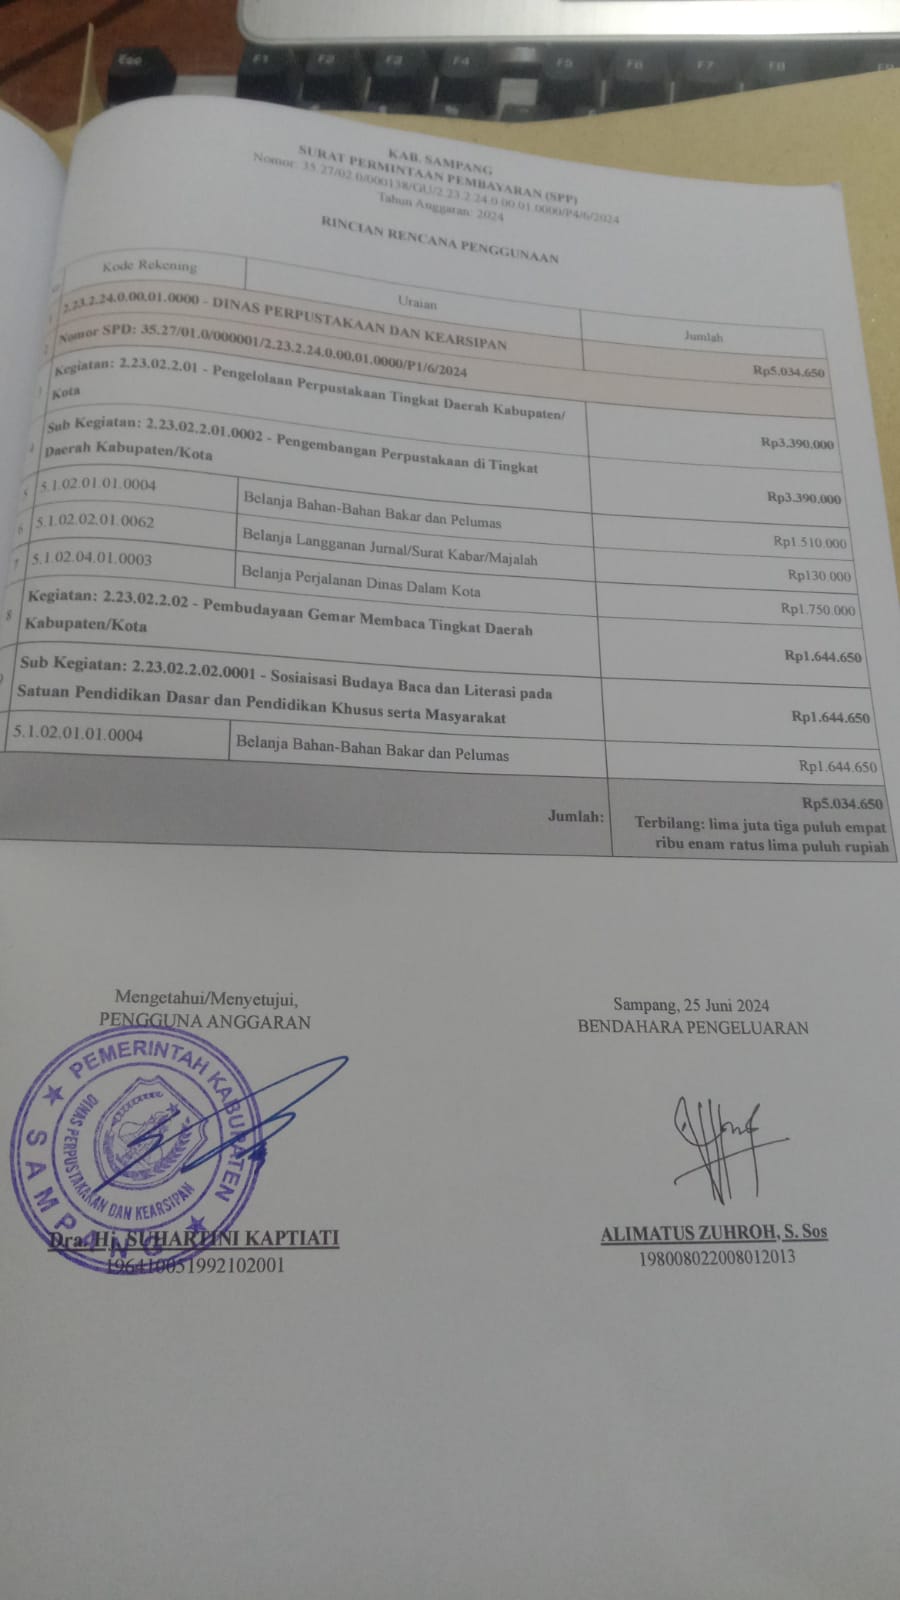 Esc F1 F2 F3 F4 F5 F6 F7 F8
KAB. SAMPANG
SURAT PERMINTAAN PEMBAYARAN (SPP)
Nomor: 35.27/02.0/000138/GU/2.23.2.24.0.00.01.0000/P4/6/2024
Tahun Anggaran: 2024
RINCIAN RENCANA PENGGUNAAN
Kode Rekening Uraian Jumlah
1 2.23.2.24.0.00.01.0000 - DINAS PERPUSTAKAAN DAN KEARSIPAN Rp5.034.650
2 Nomor SPD: 35.27/01.0/000001/2.23.2.24.0.00.01.0000/P1/6/2024
3 Kegiatan: 2.23.02.2.01 - Pengelolaan Perpustakaan Tingkat Daerah Kabupaten/
Kota Rp3.390.000
4 Sub Kegiatan: 2.23.02.2.01.0002 - Pengembangan Perpustakaan di Tingkat
Daerah Kabupaten/Kota Rp3.390.000
5 5.1.02.01.01.0004 Belanja Bahan-Bahan Bakar dan Pelumas Rp1.510.000
6 5.1.02.02.01.0062 Belanja Langganan Jurnal/Surat Kabar/Majalah Rp130.000
7 5.1.02.04.01.0003 Belanja Perjalanan Dinas Dalam Kota Rp1.750.000
8 Kegiatan: 2.23.02.2.02 - Pembudayaan Gemar Membaca Tingkat Daerah
Kabupaten/Kota Rp1.644.650
Sub Kegiatan: 2.23.02.2.02.0001 - Sosiaisasi Budaya Baca dan Literasi pada
Satuan Pendidikan Dasar dan Pendidikan Khusus serta Masyarakat Rp1.644.650
5.1.02.01.01.0004 Belanja Bahan-Bahan Bakar dan Pelumas Rp1.644.650
Jumlah: Rp5.034.650
Terbilang: lima juta tiga puluh empat
ribu enam ratus lima puluh rupiah
Mengetahui/Menyetujui,
PENGGUNA ANGGARAN
Sampang, 25 Juni 2024
BENDAHARA PENGELUARAN
PEMERINTAH KABUPATEN
SAMPANG
DINAS PERPUSTAKAAN DAN KEARSIPAN
Dra. Hj. SUHARTINI KAPTIATI
196410051992102001
ALIMATUS ZUHROH, S. Sos
198008022008012013